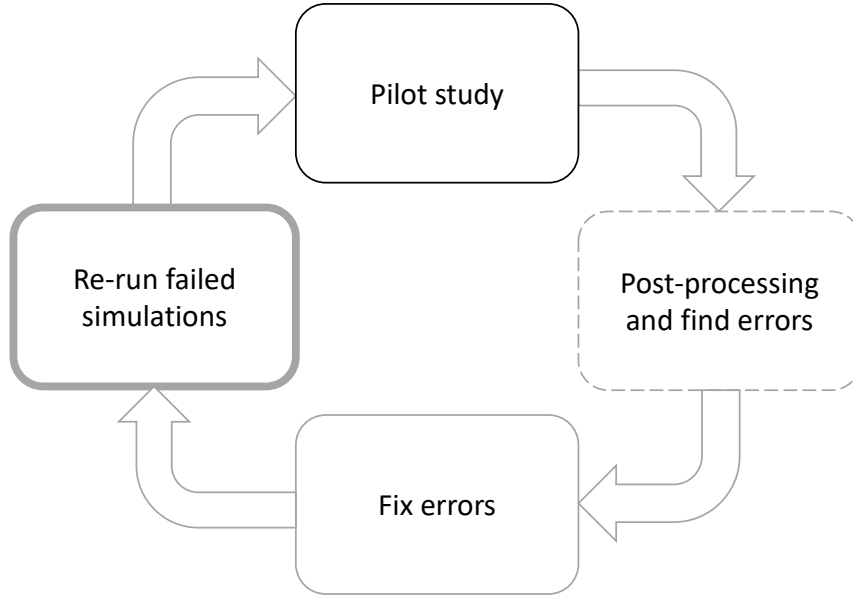 Pilot study
Re-run failed
simulations
Post-processing
and find errors
Fix errors